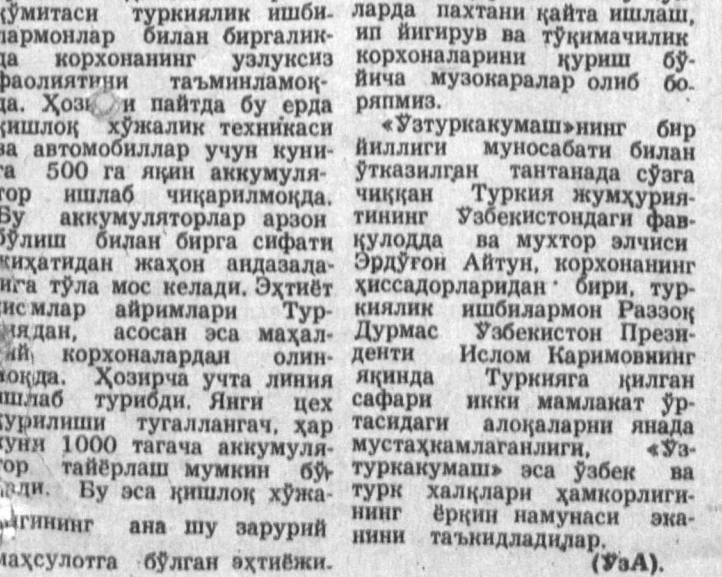 қўмитаси туркиялик ишби-
лармонлар билан биргалик-
да корхонанинг узлуксиз
фаолиятини таъминламоқ-
да. пайтда бу ерда
қишлоқ хўжалик техникаси
ва автомобиллар учун куни-
га 500 га яқин аккумуля-
тор ишлаб чиқарилмоқда.
Бу аккумуляторлар арзон
бўлиш билан бирга сифати
жиҳатидан жаҳон андазала-
ига тўла мос келади. Эҳтиёт
қисмлар айримлари Тур-
киядан, асосан эса маҳал-
корхоналардан олин-
моқда. Ҳозирча учта линия
ишлаб турибди. Янги цех
қурилиши тугаллангач, ҳар
куни 1000 тагача аккумуля-
тор тайёрлаш мумкин бў-
лади. Бу эса қишлоқ хўжа-
лигининг ана шу зарурий
маҳсулотга бўлган эҳтиёжи-
ларда пахтани қайта ишлаш,
ип йигирув ва тўқимачилик
корхоналарини қуриш бў-
йича музокаралар олиб бо-
ряпмиз.
«Ўзтуркакумаш»нинг бир
йиллиги муносабати билан
ўтказилган тантанада сўзга
чиққан Туркия жумҳурия-
тининг Ўзбекистондаги фав-
қулодда ва мухтор элчиси
Эрдўғон Айтун, корхонанинг
ҳиссадорларидан бири, тур-
киялик ишбилармон Раззоқ
Дурмас Ўзбекистон Прези-
денти Ислом Каримовнинг
яқинда Туркияга қилган
сафари икки мамлакат ўр-
тасидаги алоқаларни янада
мустаҳкамлаганлиги, «Ўз-
туркакумаш» эса ўзбек ва
турк халқлари ҳамкорлиги-
нинг ёрқин намунаси эка-
нини таъкидладилар.
(ЎзА).